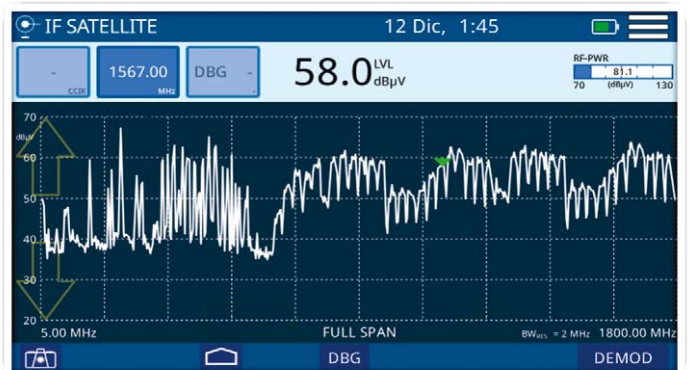 IF SATELLITE 12 Dic, 1:45
- CCIR 1567.00 MHz DBG - - 58.0 LVL dBµV RF-PWR 81.1 70 (dBµV) 130
70
dBµV
60
50
40
30
20
5.00 MHz FULL SPAN BWRES = 2 MHz 1800.00 MHz
DBG DEMOD